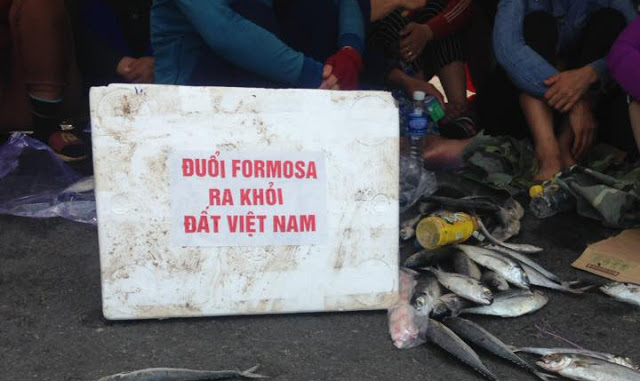 ĐUỔI FORMOSA
RA KHỎI
ĐẤT VIỆT NAM